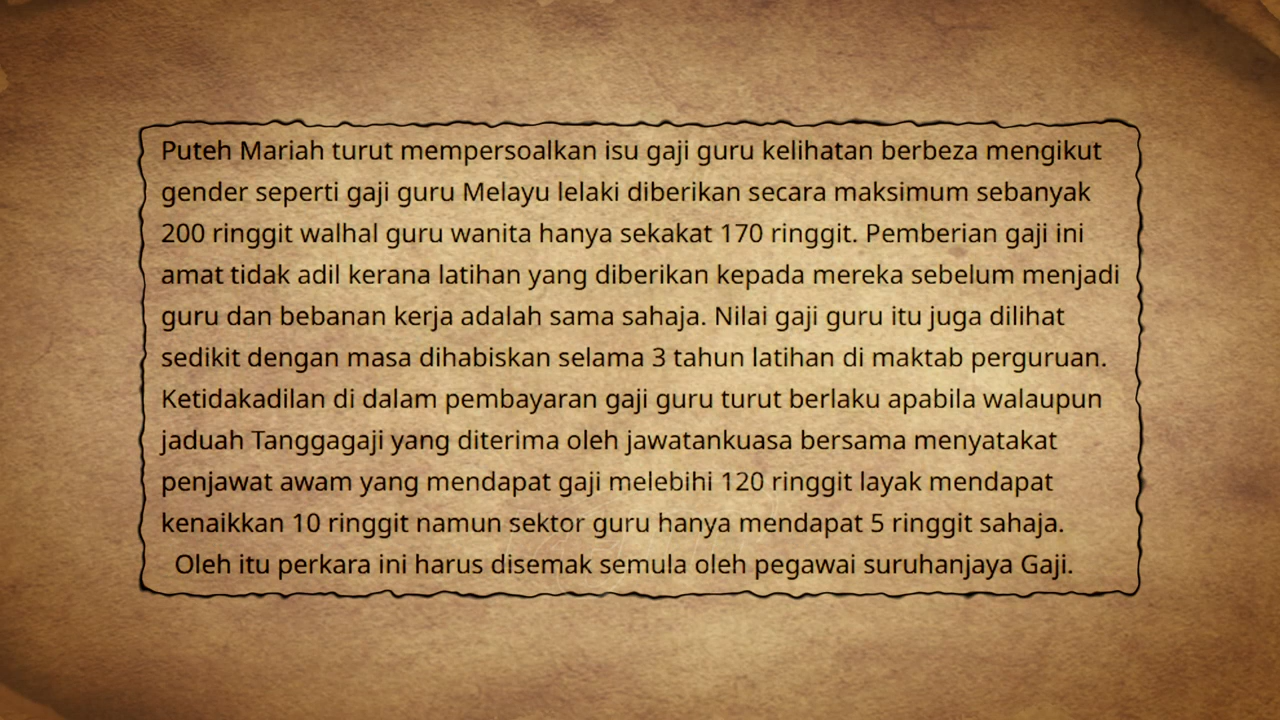 Puteh Mariah turut mempersoalkan isu gaji guru kelihatan berbeza mengikut
gender seperti gaji guru Melayu lelaki diberikan secara maksimum sebanyak
200 ringgit walhal guru wanita hanya sekakat 170 ringgit. Pemberian gaji ini
amat tidak adil kerana latihan yang diberikan kepada mereka sebelum menjadi
guru dan bebanan kerja adalah sama sahaja. Nilai gaji guru itu juga dilihat
sedikit dengan masa dihabiskan selama 3 tahun latihan di maktab perguruan.
Ketidakadilan di dalam pembayaran gaji guru turut berlaku apabila walaupun
jaduah Tanggagaji yang diterima oleh jawatankuasa bersama menyatakat
penjawat awam yang mendapat gaji melebihi 120 ringgit layak mendapat
kenaikkan 10 ringgit namun sektor guru hanya mendapat 5 ringgit sahaja.
Oleh itu perkara ini harus disemak semula oleh pegawai suruhanjaya Gaji.